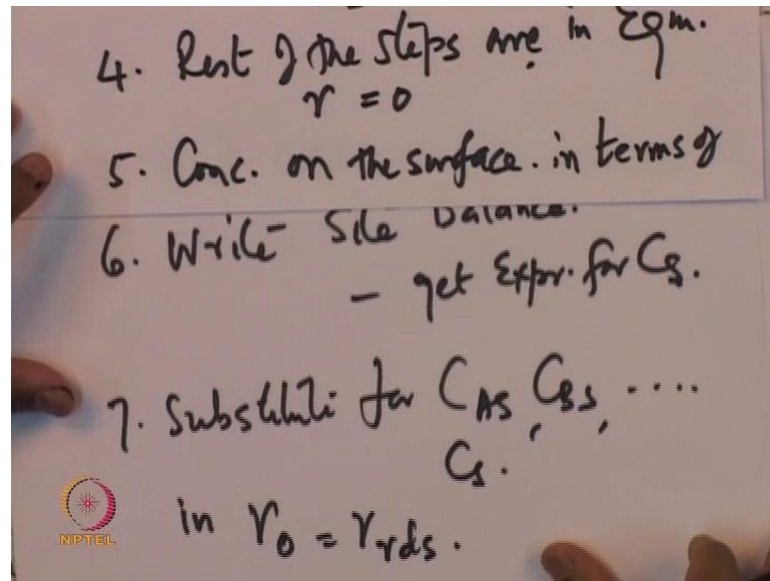 4. Rest of the steps are in Eqm.
r = 0
5. Conc. on the surface. in terms of
6. Write Site Balance.
- get Expr. for Cs.
7. Substitute for CAS, CBS, ....
Cs.
in r0 = rrds.
NPTEL